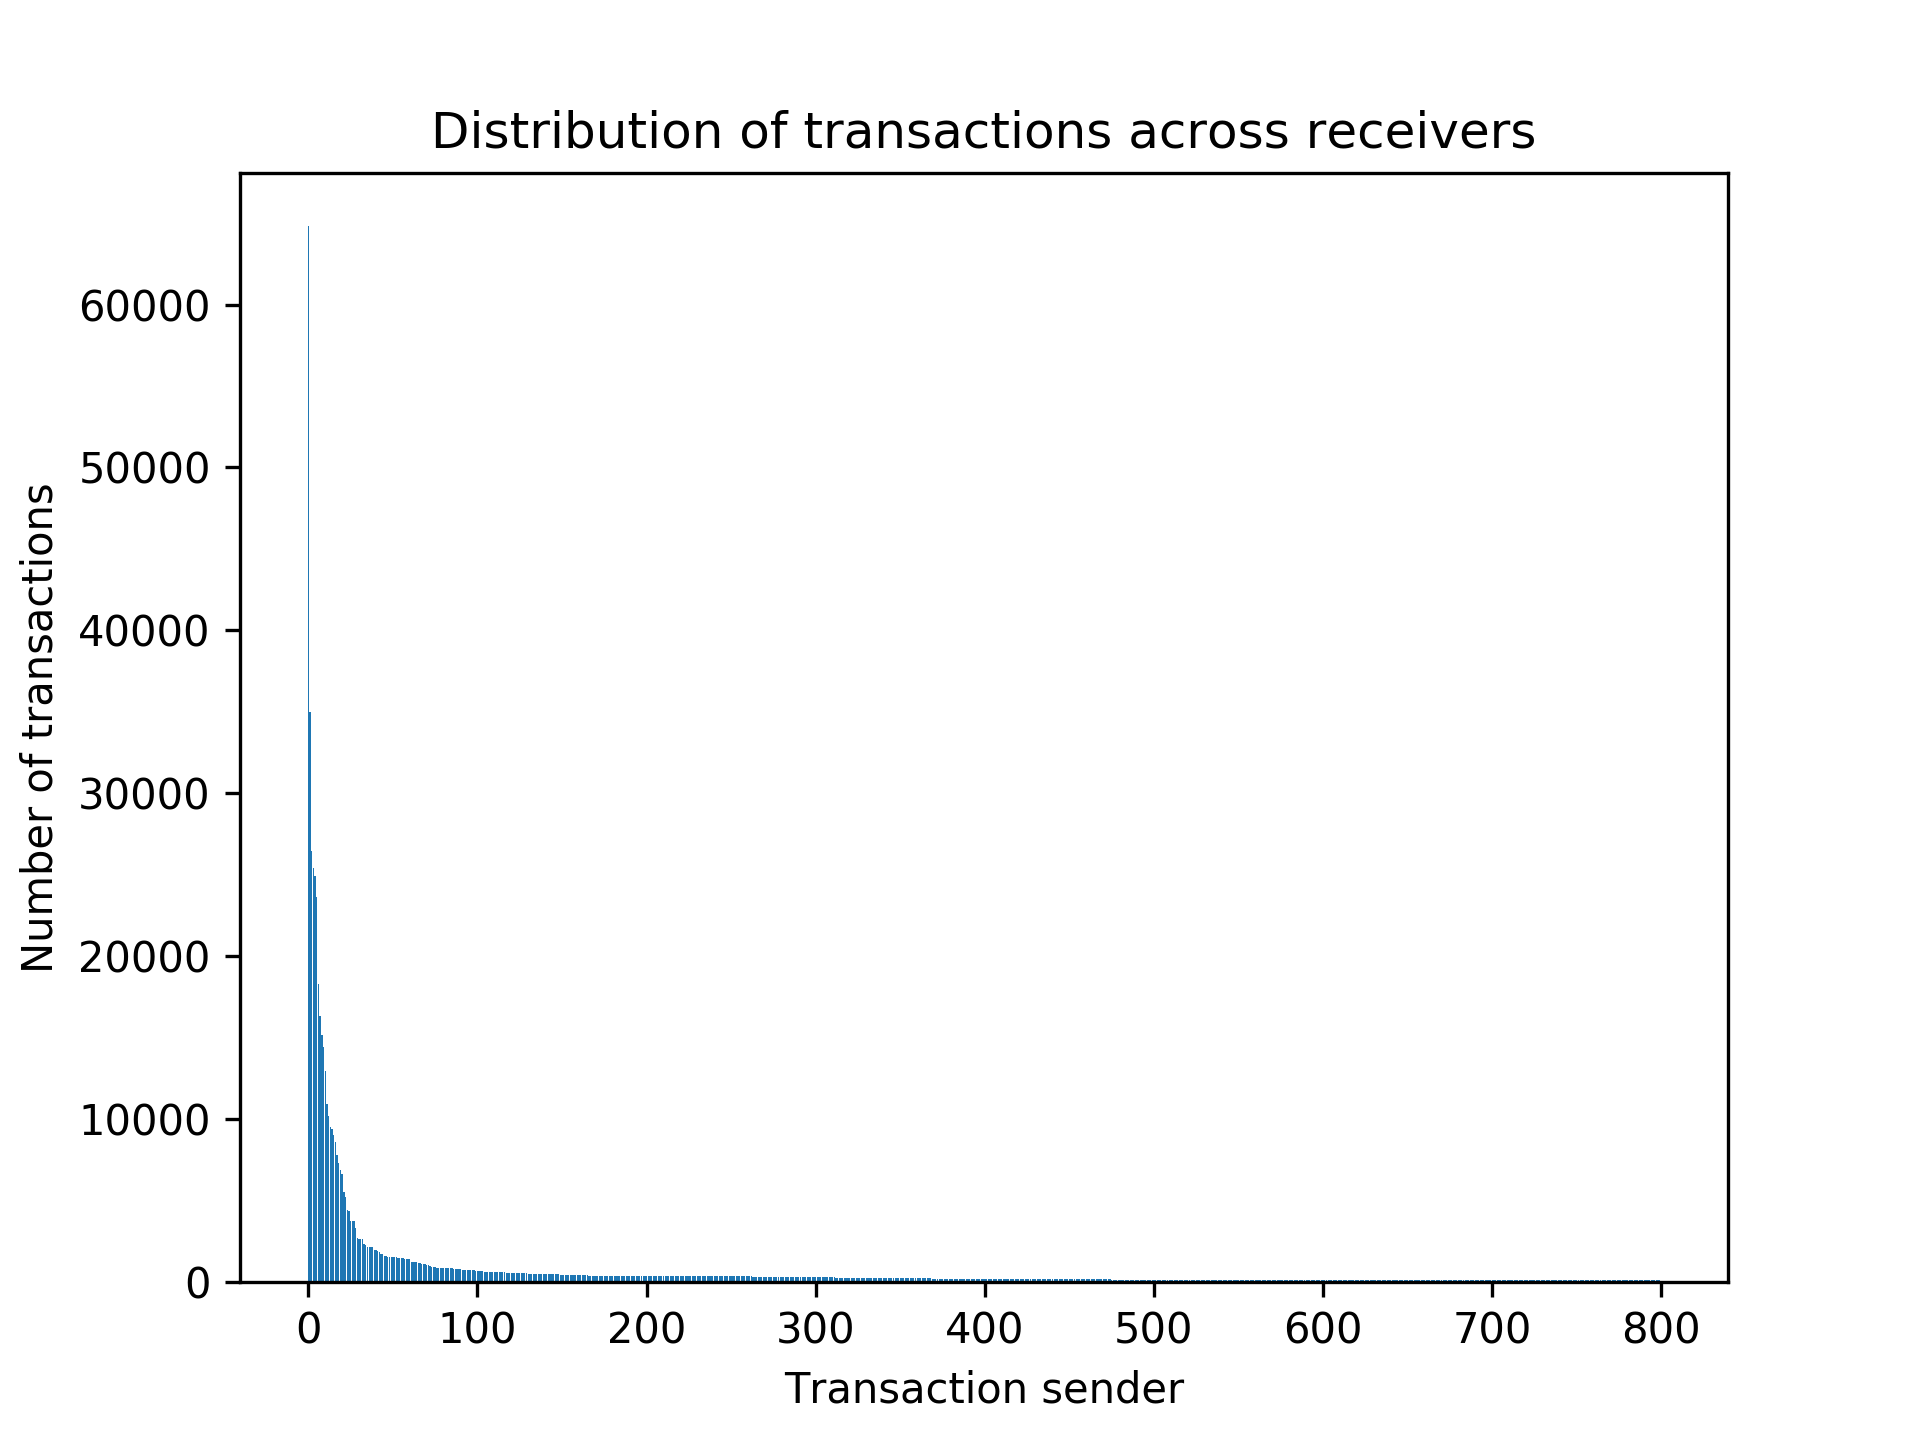 Distribution of transactions across receivers
Number of transactions
60000
50000
40000
30000
20000
10000
0
0 100 200 300 400 500 600 700 800
Transaction sender